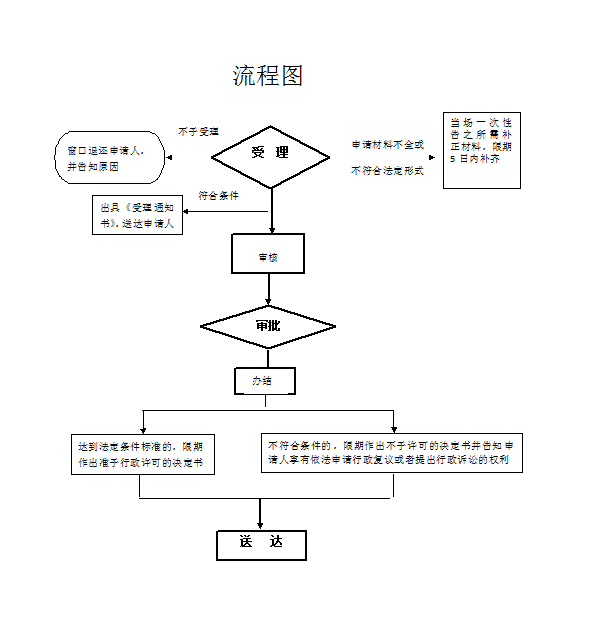 流程图
不予受理
窗口退还申请人，
并告知原因
受 理
申请材料不全或
不符合法定形式
当场一次性
告之所需补
正材料，限期
5 日内补齐
符合条件
出具《受理通知
书》，送达申请人
审核
审批
办结
达到法定条件标准的，限期
作出准予行政许可的决定书
不符合条件的，限期作出不予许可的决定书并告知申
请人享有依法申请行政复议或者提出行政诉讼的权利
送 达